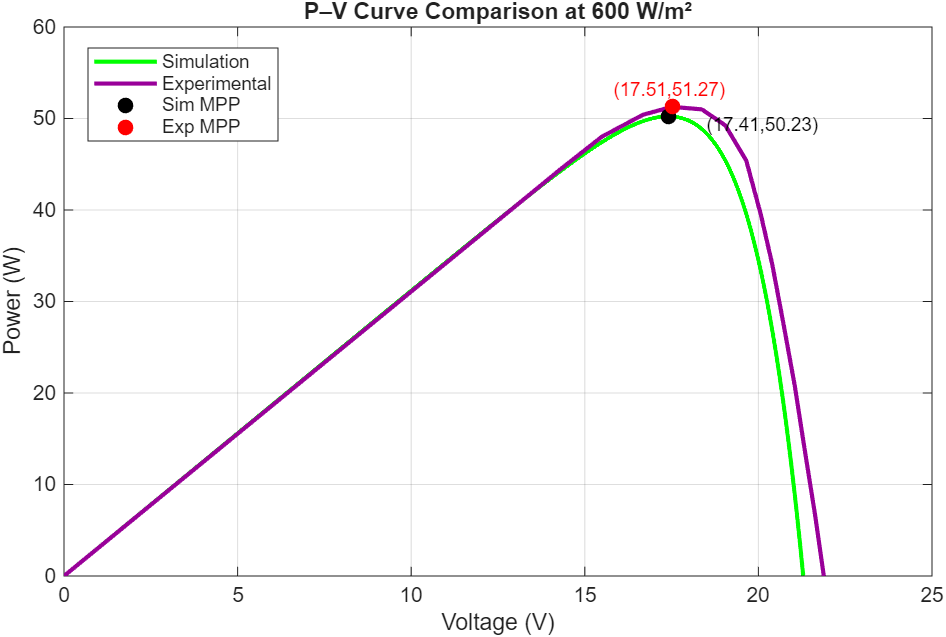 P–V Curve Comparison at 600 W/m²
60
50
40
30
20
10
0
Power (W)
Simulation
Experimental
Sim MPP
Exp MPP
(17.51,51.27)
(17.41,50.23)
0
5
10
15
20
25
Voltage (V)